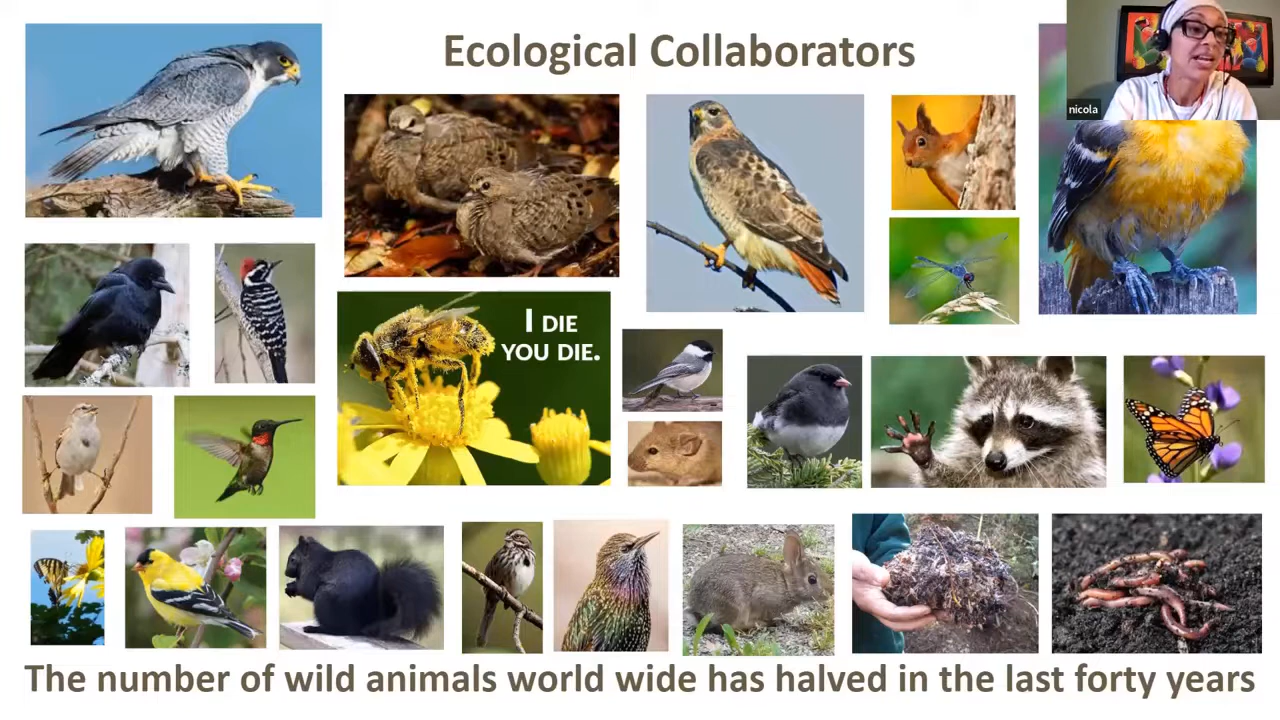 Ecological Collaborators
nicola
I DIE
YOU DIE.
The number of wild animals world wide has halved in the last forty years